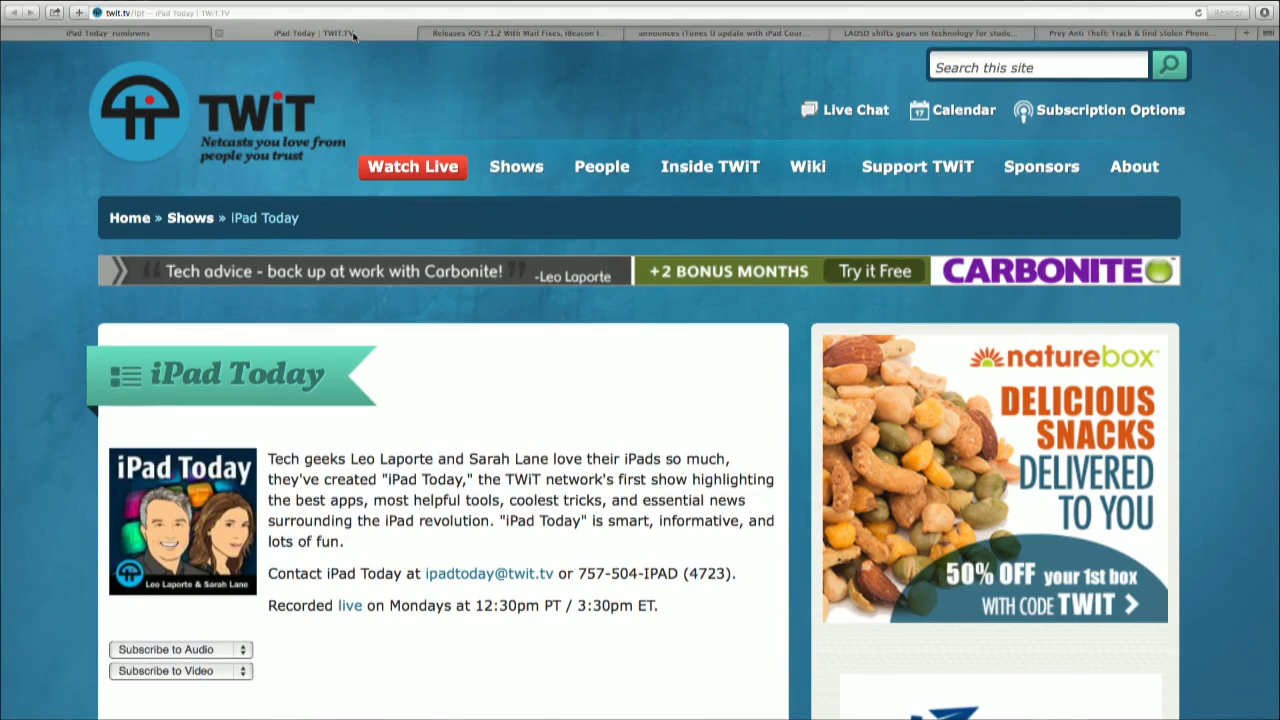 twit.tv/ipt — iPad Today | TWiT.TV
Reader
iPad Today rundowns
iPad Today | TWiT.TV
Releases iOS 7.1.2 With Mail Fixes, iBeacon I...
announces iTunes U update with iPad Cour...
LAUSD shifts gears on technology for stude...
Prey Anti Theft: Track & find stolen Phone...
Search this site
TWiT
Netcasts you love from
people you trust
Live Chat
17
Calendar
Subscription Options
Watch Live
Shows
People
Inside TWiT
Wiki
Support TWiT
Sponsors
About
Home » Shows » iPad Today
“ Tech advice - back up at work with Carbonite! ” -Leo Laporte
+2 BONUS MONTHS
Try it Free
CARBONITE
iPad Today
iPad Today
Leo Laporte & Sarah Lane
Tech geeks Leo Laporte and Sarah Lane love their iPads so much,
they've created "iPad Today," the TWiT network's first show highlighting
the best apps, most helpful tools, coolest tricks, and essential news
surrounding the iPad revolution. "iPad Today" is smart, informative, and
lots of fun.
Contact iPad Today at ipadtoday@twit.tv or 757-504-IPAD (4723).
Recorded live on Mondays at 12:30pm PT / 3:30pm ET.
Subscribe to Audio
Subscribe to Video
naturebox™
DELICIOUS
SNACKS
DELIVERED
TO YOU
50% OFF your 1st box
WITH CODE TWIT >